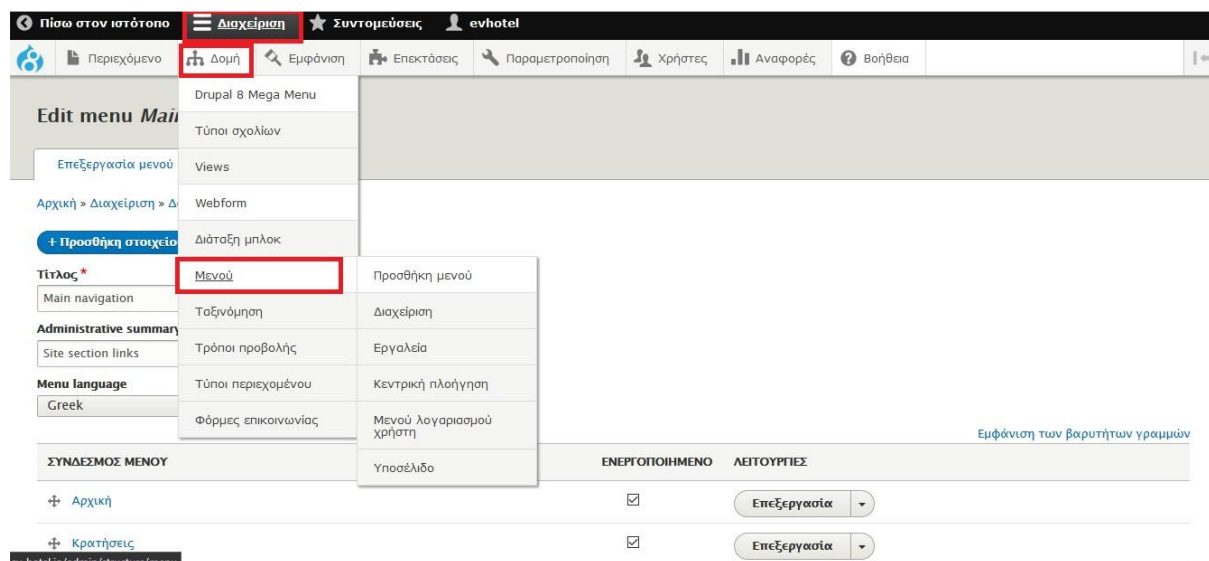 Πίσω στον ιστότοπο Διαχείριση Συντομεύσεις evhotel
Περιεχόμενο Δομή Εμφάνιση Επεκτάσεις Παραμετροποίηση Χρήστες Αναφορές Βοήθεια
Edit menu
Επεξεργασία μενού
Αρχική » Διαχείριση »
+ Προσθήκη
Τίτλος *
Main navigation
Administrative summary
Site section links
Menu language
Greek
Drupal 8 Mega Menu
Τύποι σχολίων
Views
Webform
Διάταξη μπλοκ
Μενού
Ταξινόμηση
Τρόποι προβολής
Τύποι περιεχομένου
Φόρμες επικοινωνίας
Προσθήκη μενού
Διαχείριση
Εργαλεία
Κεντρική πλοήγηση
Μενού λογαριασμού
χρήστη
Υποσέλιδο
Εμφάνιση των βαρυτήτων γραμμών
ΣΥΝΔΕΣΜΟΣ ΜΕΝΟΥ ΕΝΕΡΓΟΠΟΙΗΜΕΝΟ ΛΕΙΤΟΥΡΓΙΕΣ
Αρχική Επεξεργασία
Κρατήσεις Επεξεργασία